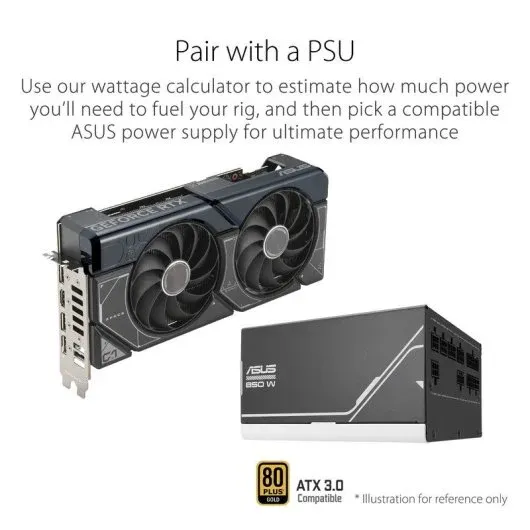 Pair with a PSU
Use our wattage calculator to estimate how much power
you'll need to fuel your rig, and then pick a compatible
ASUS power supply for ultimate performance
GEFORCE RTX
ASUS
ASUS
850 W
80
PLUS
GOLD
ATX 3.0
Compatible
* Illustration for reference only